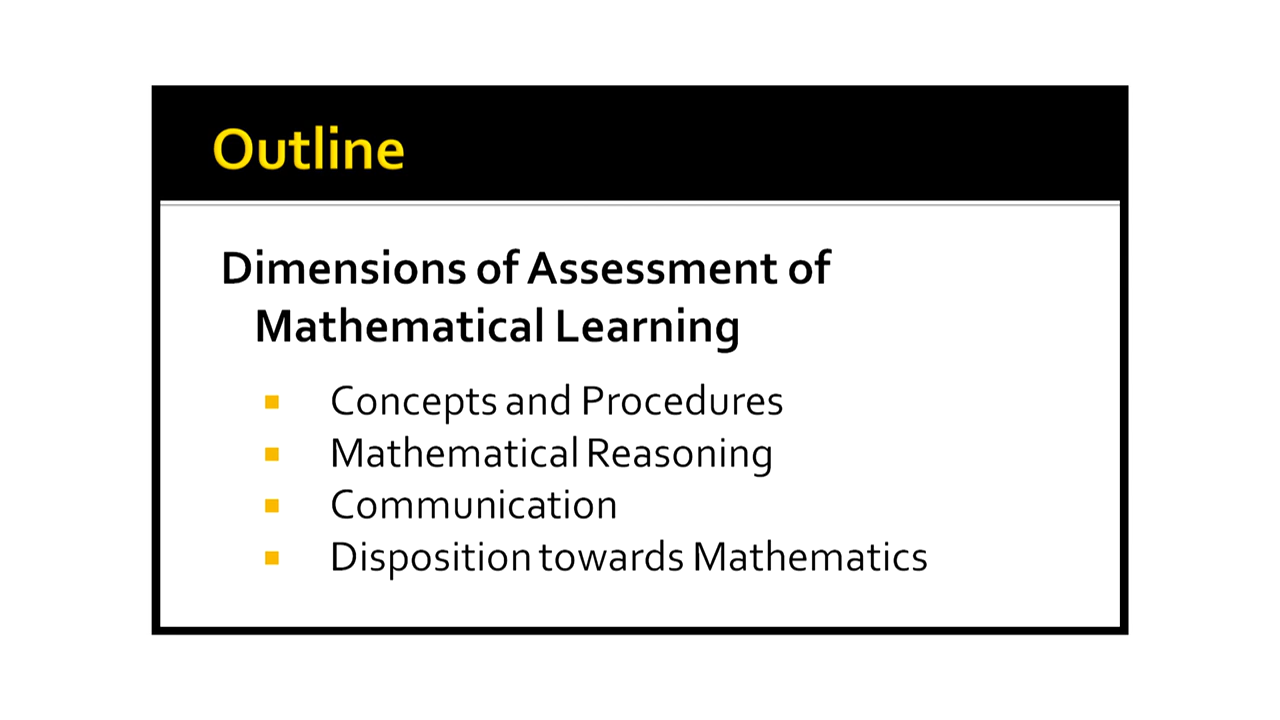 Outline
Dimensions of Assessment of
Mathematical Learning
Concepts and Procedures
Mathematical Reasoning
Communication
Disposition towards Mathematics